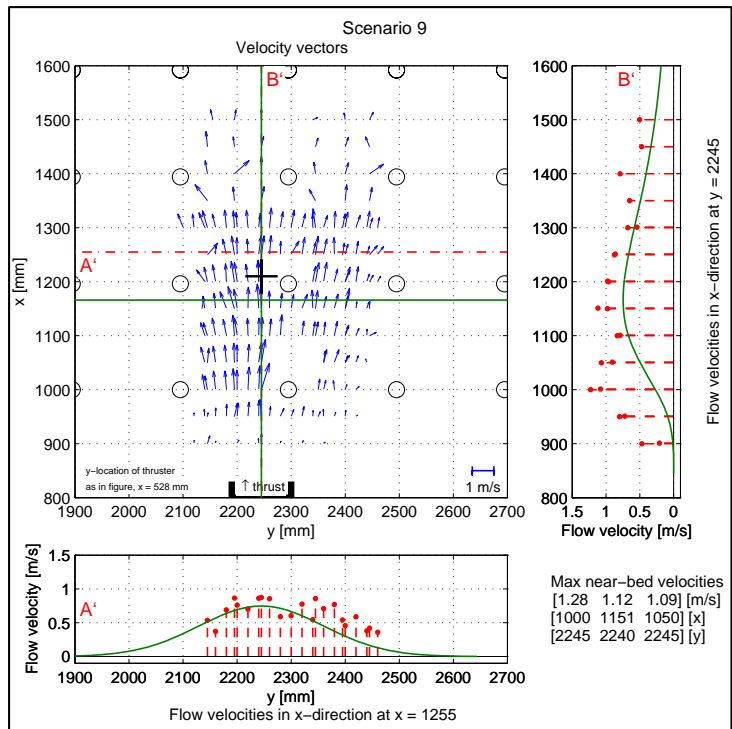 Scenario 9
Velocity vectors
B'
A'
1600
1500
1400
1300
1200
1100
1000
900
800
x [mm]
y-location of thruster
as in figure, x = 528 mm
↑ thrust
1 m/s
1900 2000 2100 2200 2300 2400 2500 2600 2700
y [mm]
B'
1600
1500
1400
1300
1200
1100
1000
900
800
1.5 1 0.5 0
Flow velocity [m/s]
Flow velocities in x-direction at y = 2245
A'
1.5
1
0.5
0
Flow velocity [m/s]
1900 2000 2100 2200 2300 2400 2500 2600 2700
y [mm]
Flow velocities in x-direction at x = 1255
Max near-bed velocities
[1.28 1.12 1.09] [m/s]
[1000 1151 1050] [x]
[2245 2240 2245] [y]